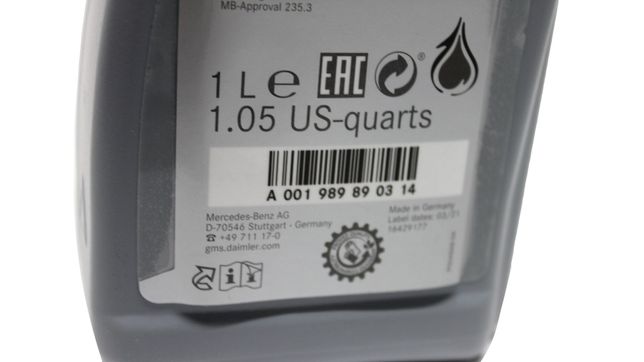 MB-Approval 235.3
1 L e EAC ®
1.05 US-quarts
A 001 989 89 03 14
Mercedes-Benz AG
D-70546 Stuttgart - Germany
☎ +49 711 17-0
gms.daimler.com
Made in Germany
Label dates: 03/21
16429177